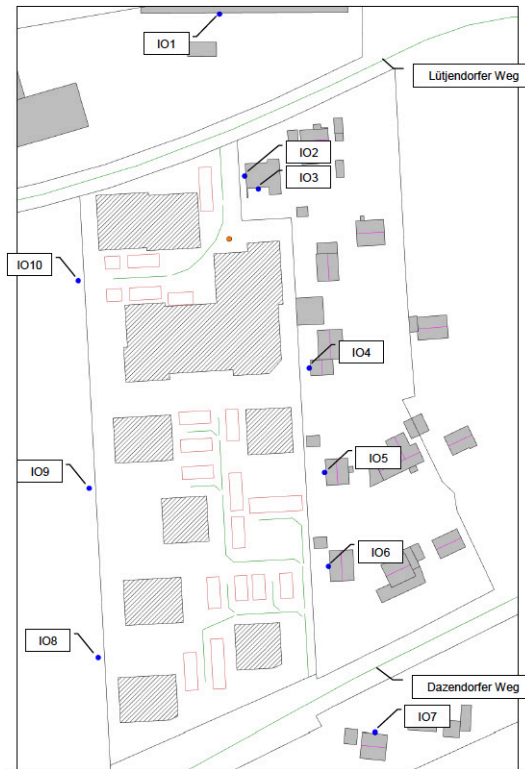 IO1
Lütjendorfer Weg
IO2
IO3
IO10
IO4
IO5
IO9
IO6
IO8
Dazendorfer Weg
IO7